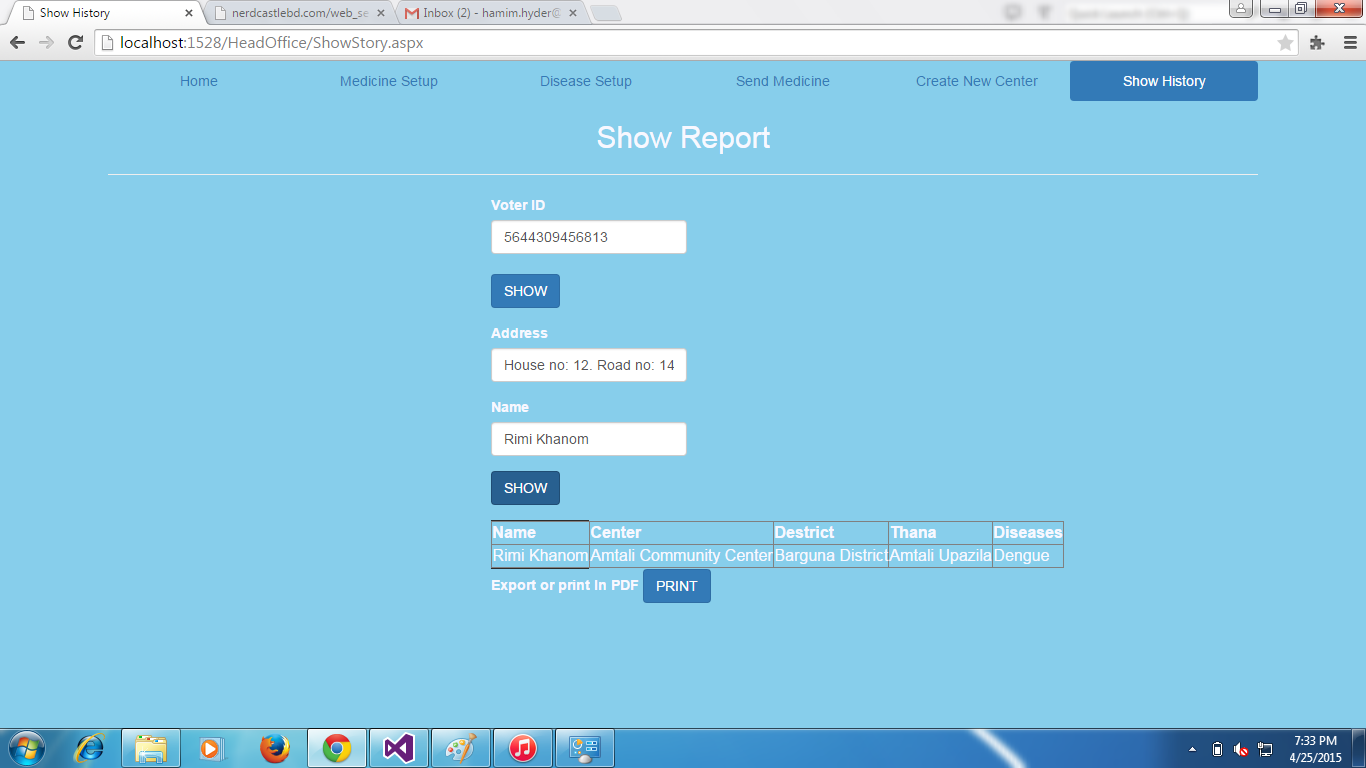 Show History
nerdcastlebd.com/web_se
Inbox (2) - hamim.hyder@
localhost:1528/HeadOffice/ShowStory.aspx
Home Medicine Setup Disease Setup Send Medicine Create New Center Show History
Show Report
Voter ID
5644309456813
SHOW
Address
House no: 12. Road no: 14
Name
Rimi Khanom
SHOW
Name Center Destrict Thana Diseases
Rimi Khanom Amtali Community Center Barguna District Amtali Upazila Dengue
Export or print In PDF PRINT
7:33 PM
4/25/2015